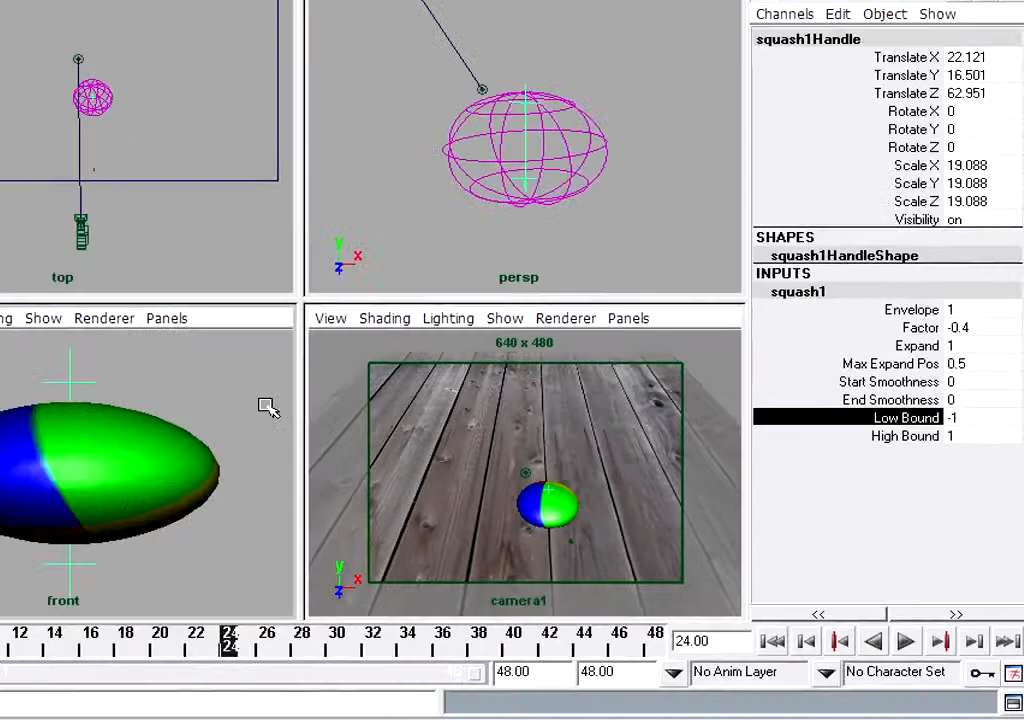 Channels Edit Object Show
squash1Handle
Translate X 22.121
Translate Y 16.501
Translate Z 62.951
Rotate X 0
Rotate Y 0
Rotate Z 0
Scale X 19.088
Scale Y 19.088
Scale Z 19.088
Visibility on
SHAPES
squash1HandleShape
INPUTS
squash1
Envelope 1
Factor -0.4
Expand 1
Max Expand Pos 0.5
Start Smoothness 0
End Smoothness 0
Low Bound -1
High Bound 1
<< >>
top
y
x
z
persp
ng Show Renderer Panels
front
View Shading Lighting Show Renderer Panels
640 x 480
y
x
z
camera1
12 14 16 18 20 22 24 26 28 30 32 34 36 38 40 42 44 46 48
24
24.00
48.00 48.00 No Anim Layer No Character Set